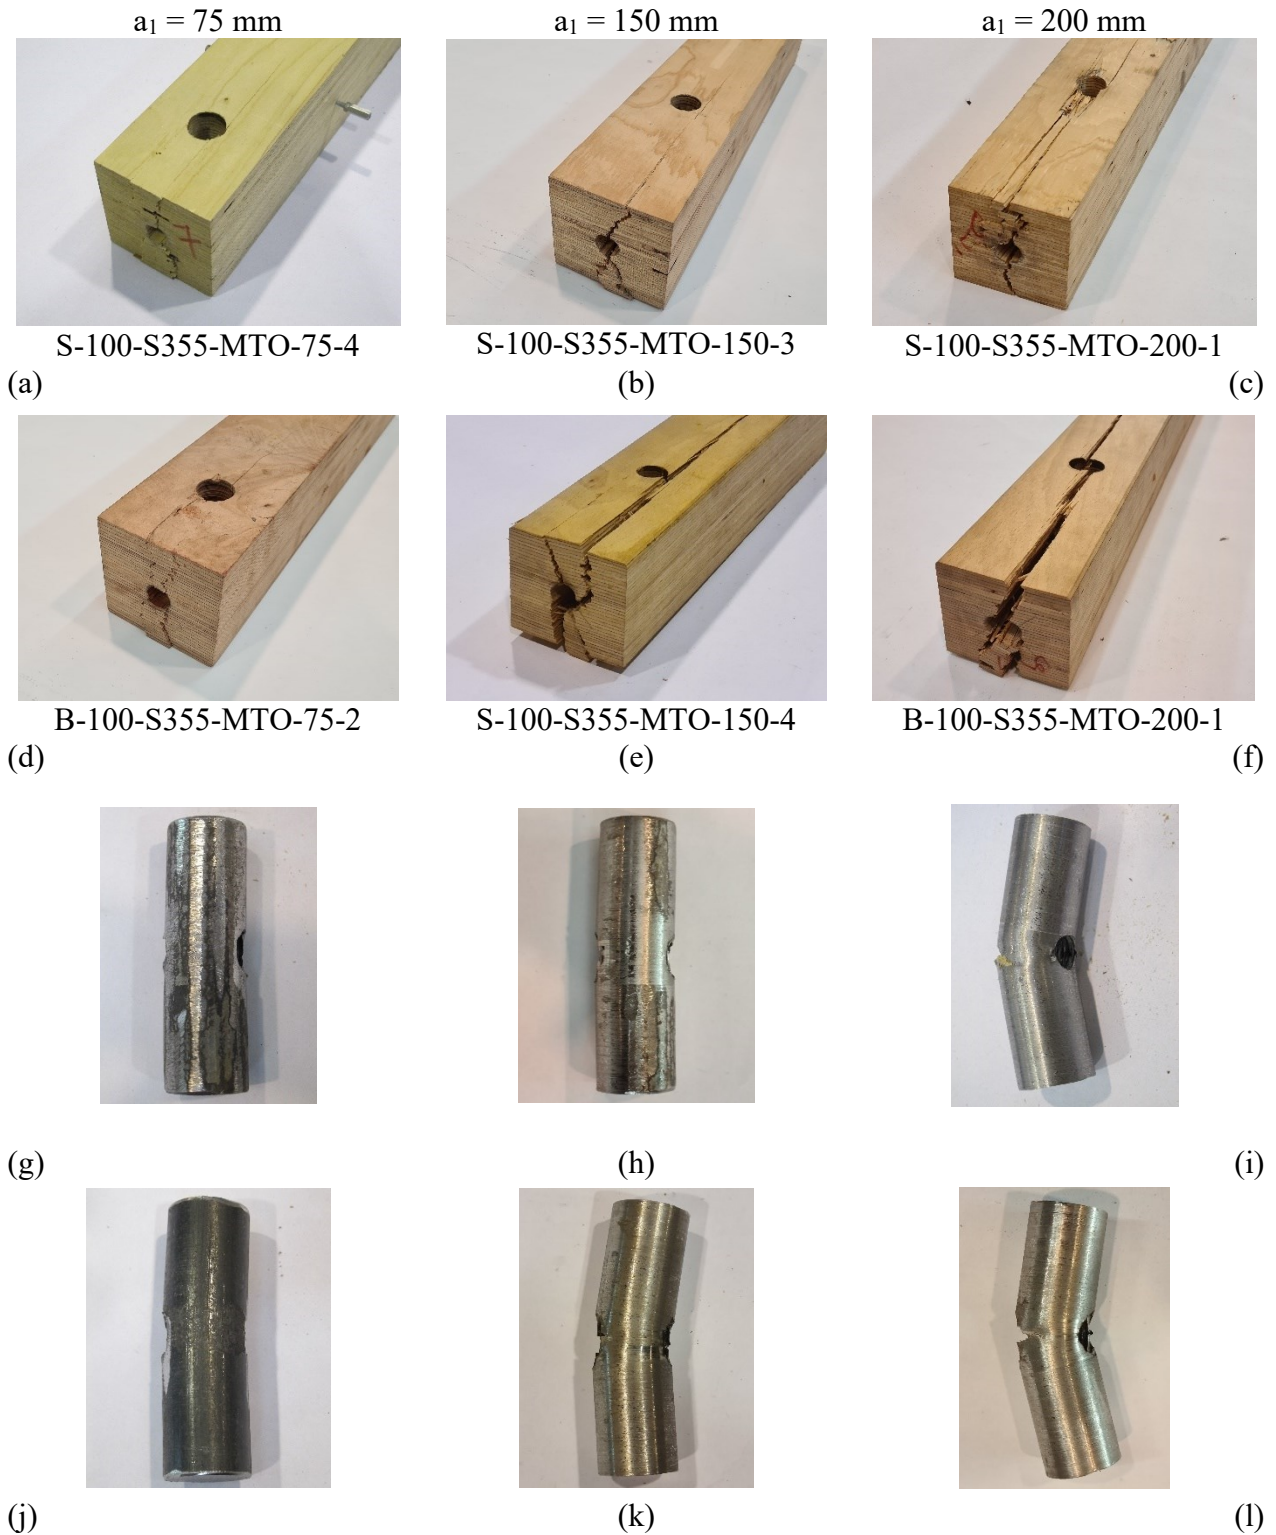 a₁ = 75 mm a₁ = 150 mm a₁ = 200 mm
7
S-100-S355-MTO-75-4 S-100-S355-MTO-150-3 S-100-S355-MTO-200-1
(a) (b) (c)
B-100-S355-MTO-75-2 S-100-S355-MTO-150-4 B-100-S355-MTO-200-1
(d) (e) (f)
(g) (h) (i)
(j) (k) (l)